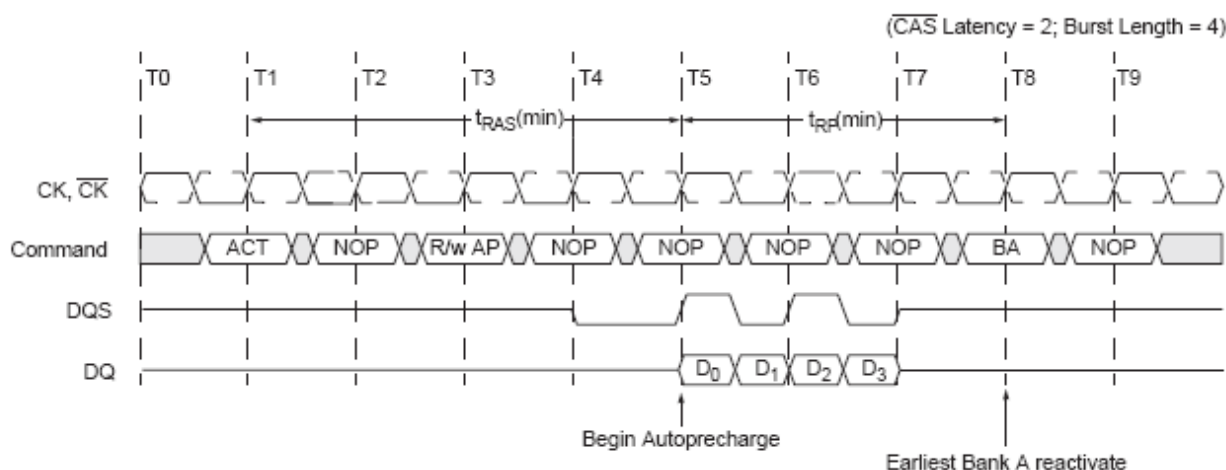 (CAS Latency = 2; Burst Length = 4)
T0 T1 T2 T3 T4 T5 T6 T7 T8 T9
tRAS(min) tRP(min)
CK, CK
Command ACT NOP R/w AP NOP NOP NOP NOP BA NOP
DQS
DQ D0 D1 D2 D3
Begin Autoprecharge
Earliest Bank A reactivate